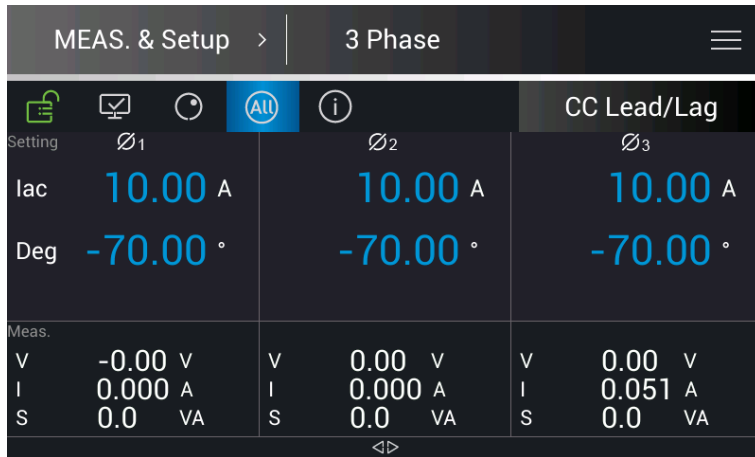 MEAS. & Setup > 3 Phase
All i CC Lead/Lag
Setting Ø1 Ø2 Ø3
Iac 10.00 A 10.00 A 10.00 A
Deg -70.00 ° -70.00 ° -70.00 °
Meas.
V -0.00 V V 0.00 V V 0.00 V
I 0.000 A I 0.000 A I 0.051 A
S 0.0 VA S 0.0 VA S 0.0 VA